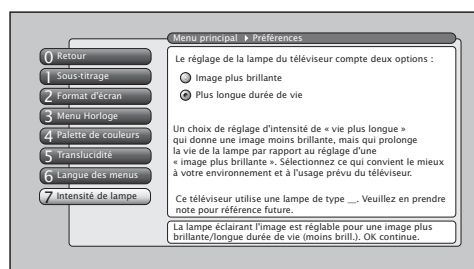 Menu principal ▶ Préférences
0 Retour
1 Sous-titrage
2 Format d'écran
3 Menu Horloge
4 Palette de couleurs
5 Translucidité
6 Langue des menus
7 Intensité de lampe
Le réglage de la lampe du téléviseur compte deux options :
Image plus brillante
Plus longue durée de vie
Un choix de réglage d'intensité de « vie plus longue »
qui donne une image moins brillante, mais qui prolonge
la vie de la lampe par rapport au réglage d'une
« image plus brillante ». Sélectionnez ce qui convient le mieux
à votre environnement et à l'usage prévu du téléviseur.
Ce téléviseur utilise une lampe de type __. Veuillez en prendre
note pour référence future.
La lampe éclairant l'image est réglable pour une image plus
brillante/longue durée de vie (moins brill.). OK continue.